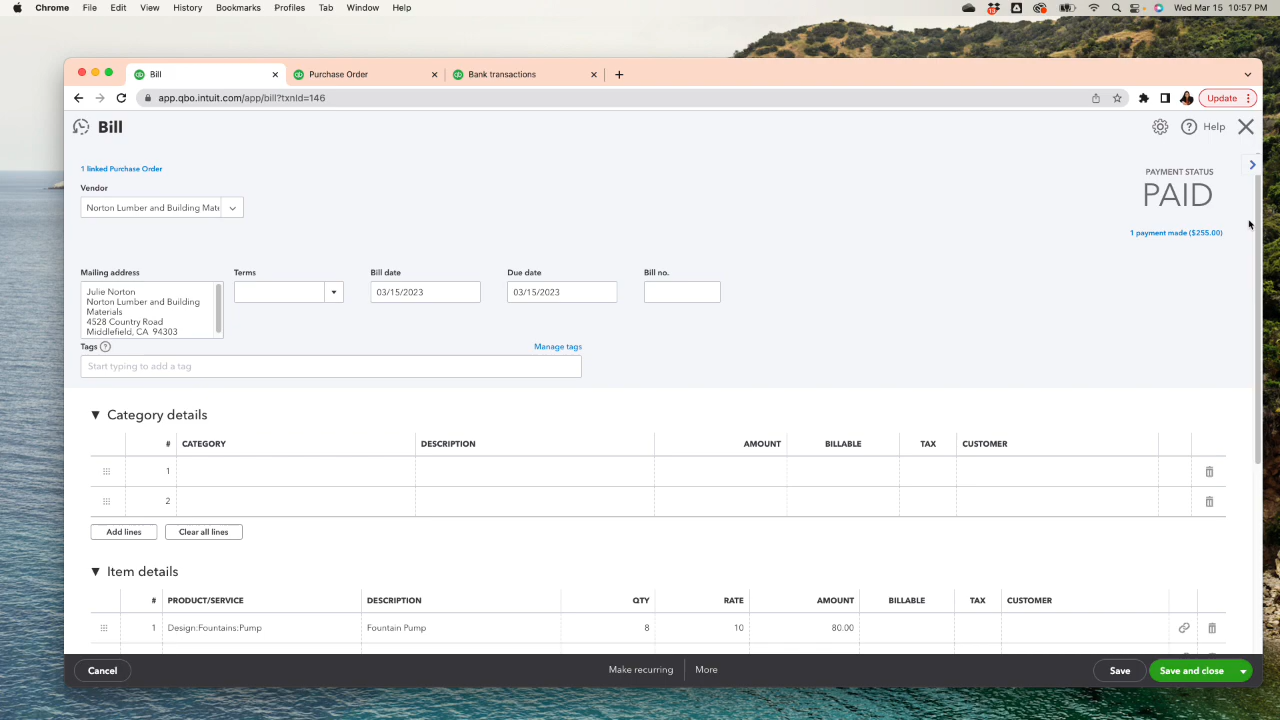 Chrome File Edit View History Bookmarks Profiles Tab Window Help Wed Mar 15 10:57 PM
Bill Purchase Order Bank transactions
app.qbo.intuit.com/app/bill?txnId=146 Update
Bill Help
1 linked Purchase Order
PAYMENT STATUS
Vendor
PAID
Norton Lumber and Building Mate
1 payment made ($255.00)
Mailing address Terms Bill date Due date Bill no.
Julie Norton
Norton Lumber and Building
Materials
4528 Country Road
Middlefield, CA 94303
03/15/2023 03/15/2023
Tags Manage tags
Start typing to add a tag
Category details
# CATEGORY DESCRIPTION AMOUNT BILLABLE TAX CUSTOMER
1
2
Add lines Clear all lines
Item details
# PRODUCT/SERVICE DESCRIPTION QTY RATE AMOUNT BILLABLE TAX CUSTOMER
1 Design:Fountains:Pump Fountain Pump 8 10 80.00
Cancel Make recurring More Save Save and close